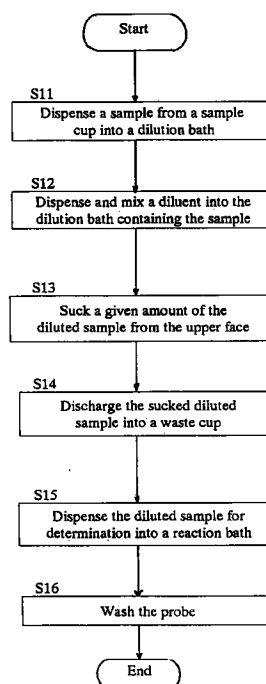 Start
S11
Dispense a sample from a sample
cup into a dilution bath
S12
Dispense and mix a diluent into the
dilution bath containing the sample
S13
Suck a given amount of the
diluted sample from the upper face
S14
Discharge the sucked diluted
sample into a waste cup
S15
Dispense the diluted sample for
determination into a reaction bath
S16
Wash the probe
End